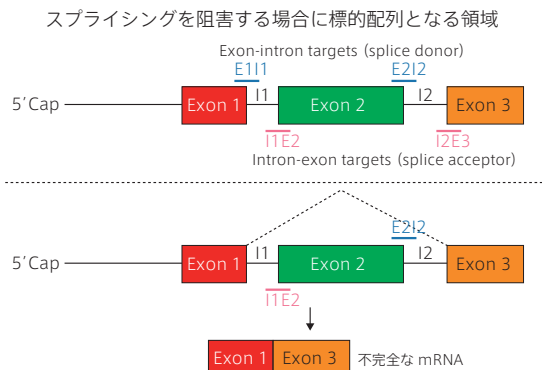 スプライシングを阻害する場合に標的配列となる領域
Exon-intron targets (splice donor)
E1I1 E2I2
5’Cap Exon 1 I1 Exon 2 I2 Exon 3
I1E2 I2E3
Intron-exon targets (splice acceptor)
E2I2
5’Cap Exon 1 I1 Exon 2 I2 Exon 3
I1E2
Exon 1 Exon 3 不完全な mRNA